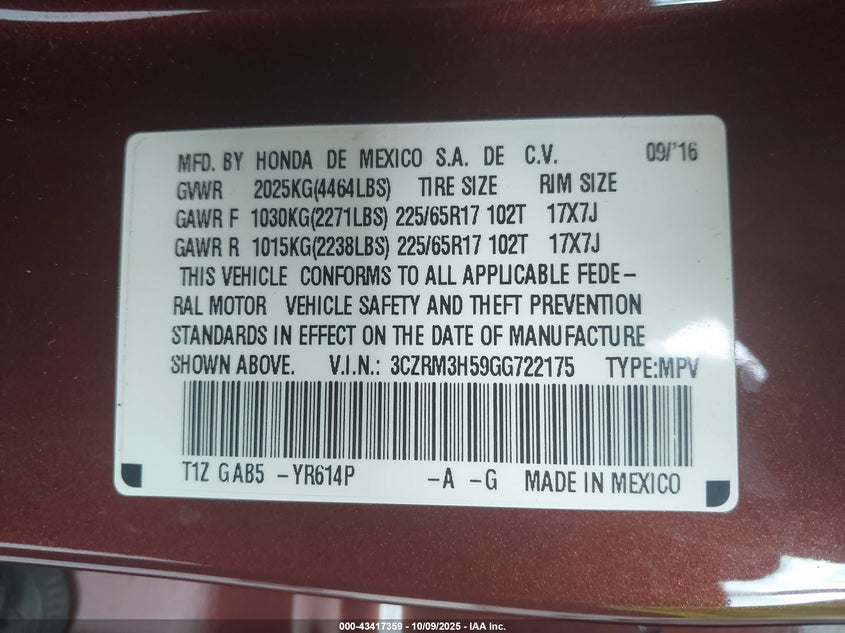 MFD. BY HONDA DE MEXICO S.A. DE C.V. 09/'16
GVWR 2025KG(4464LBS) TIRE SIZE RIM SIZE
GAWR F 1030KG(2271LBS) 225/65R17 102T 17X7J
GAWR R 1015KG(2238LBS) 225/65R17 102T 17X7J
THIS VEHICLE CONFORMS TO ALL APPLICABLE FEDE-
RAL MOTOR VEHICLE SAFETY AND THEFT PREVENTION
STANDARDS IN EFFECT ON THE DATE OF MANUFACTURE
SHOWN ABOVE. V.I.N.: 3CZRM3H59GG722175 TYPE:MPV
T1Z GAB5 -YR614P -A -G MADE IN MEXICO
000-43417359 - 10/09/2025 - IAA Inc.